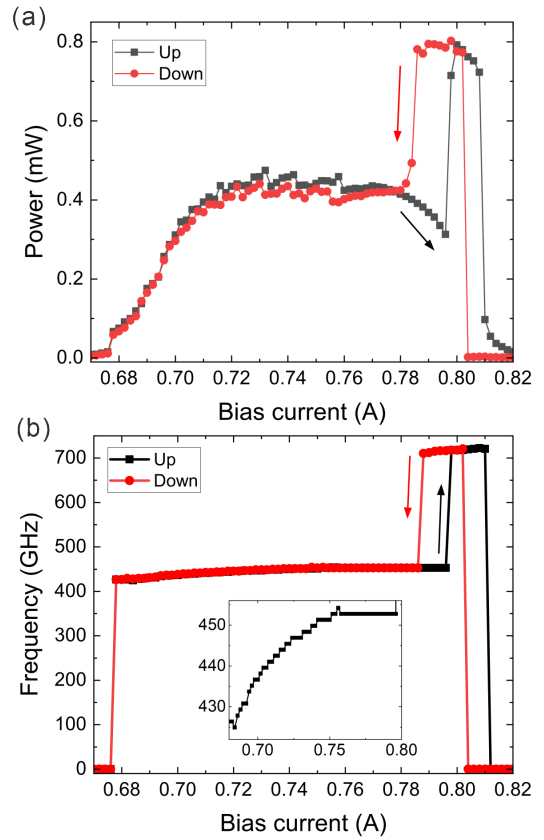 (a)
Up
Down
Power (mW)
0.8
0.6
0.4
0.2
0.0
0.68 0.70 0.72 0.74 0.76 0.78 0.80 0.82
Bias current (A)
(b)
Up
Down
Frequency (GHz)
700
600
500
400
300
200
100
0
450
440
430
0.70 0.75 0.80
0.68 0.70 0.72 0.74 0.76 0.78 0.80 0.82
Bias current (A)